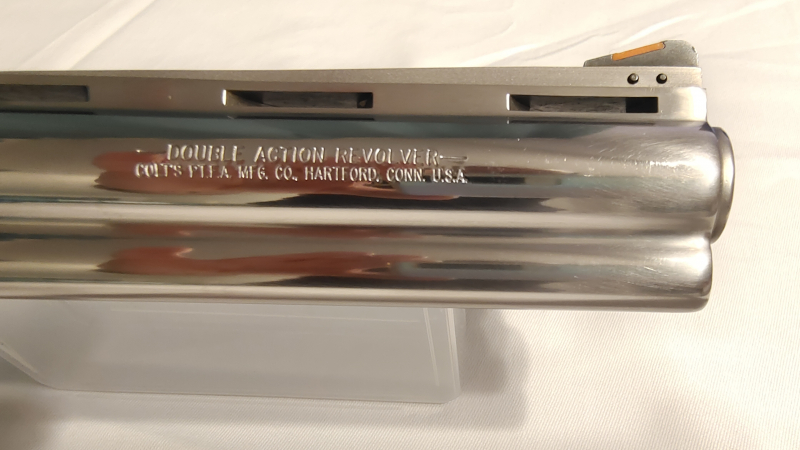 DOUBLE ACTION REVOLVER
COLT'S PT.F.A. MFG. CO., HARTFORD, CONN. U.S.A.